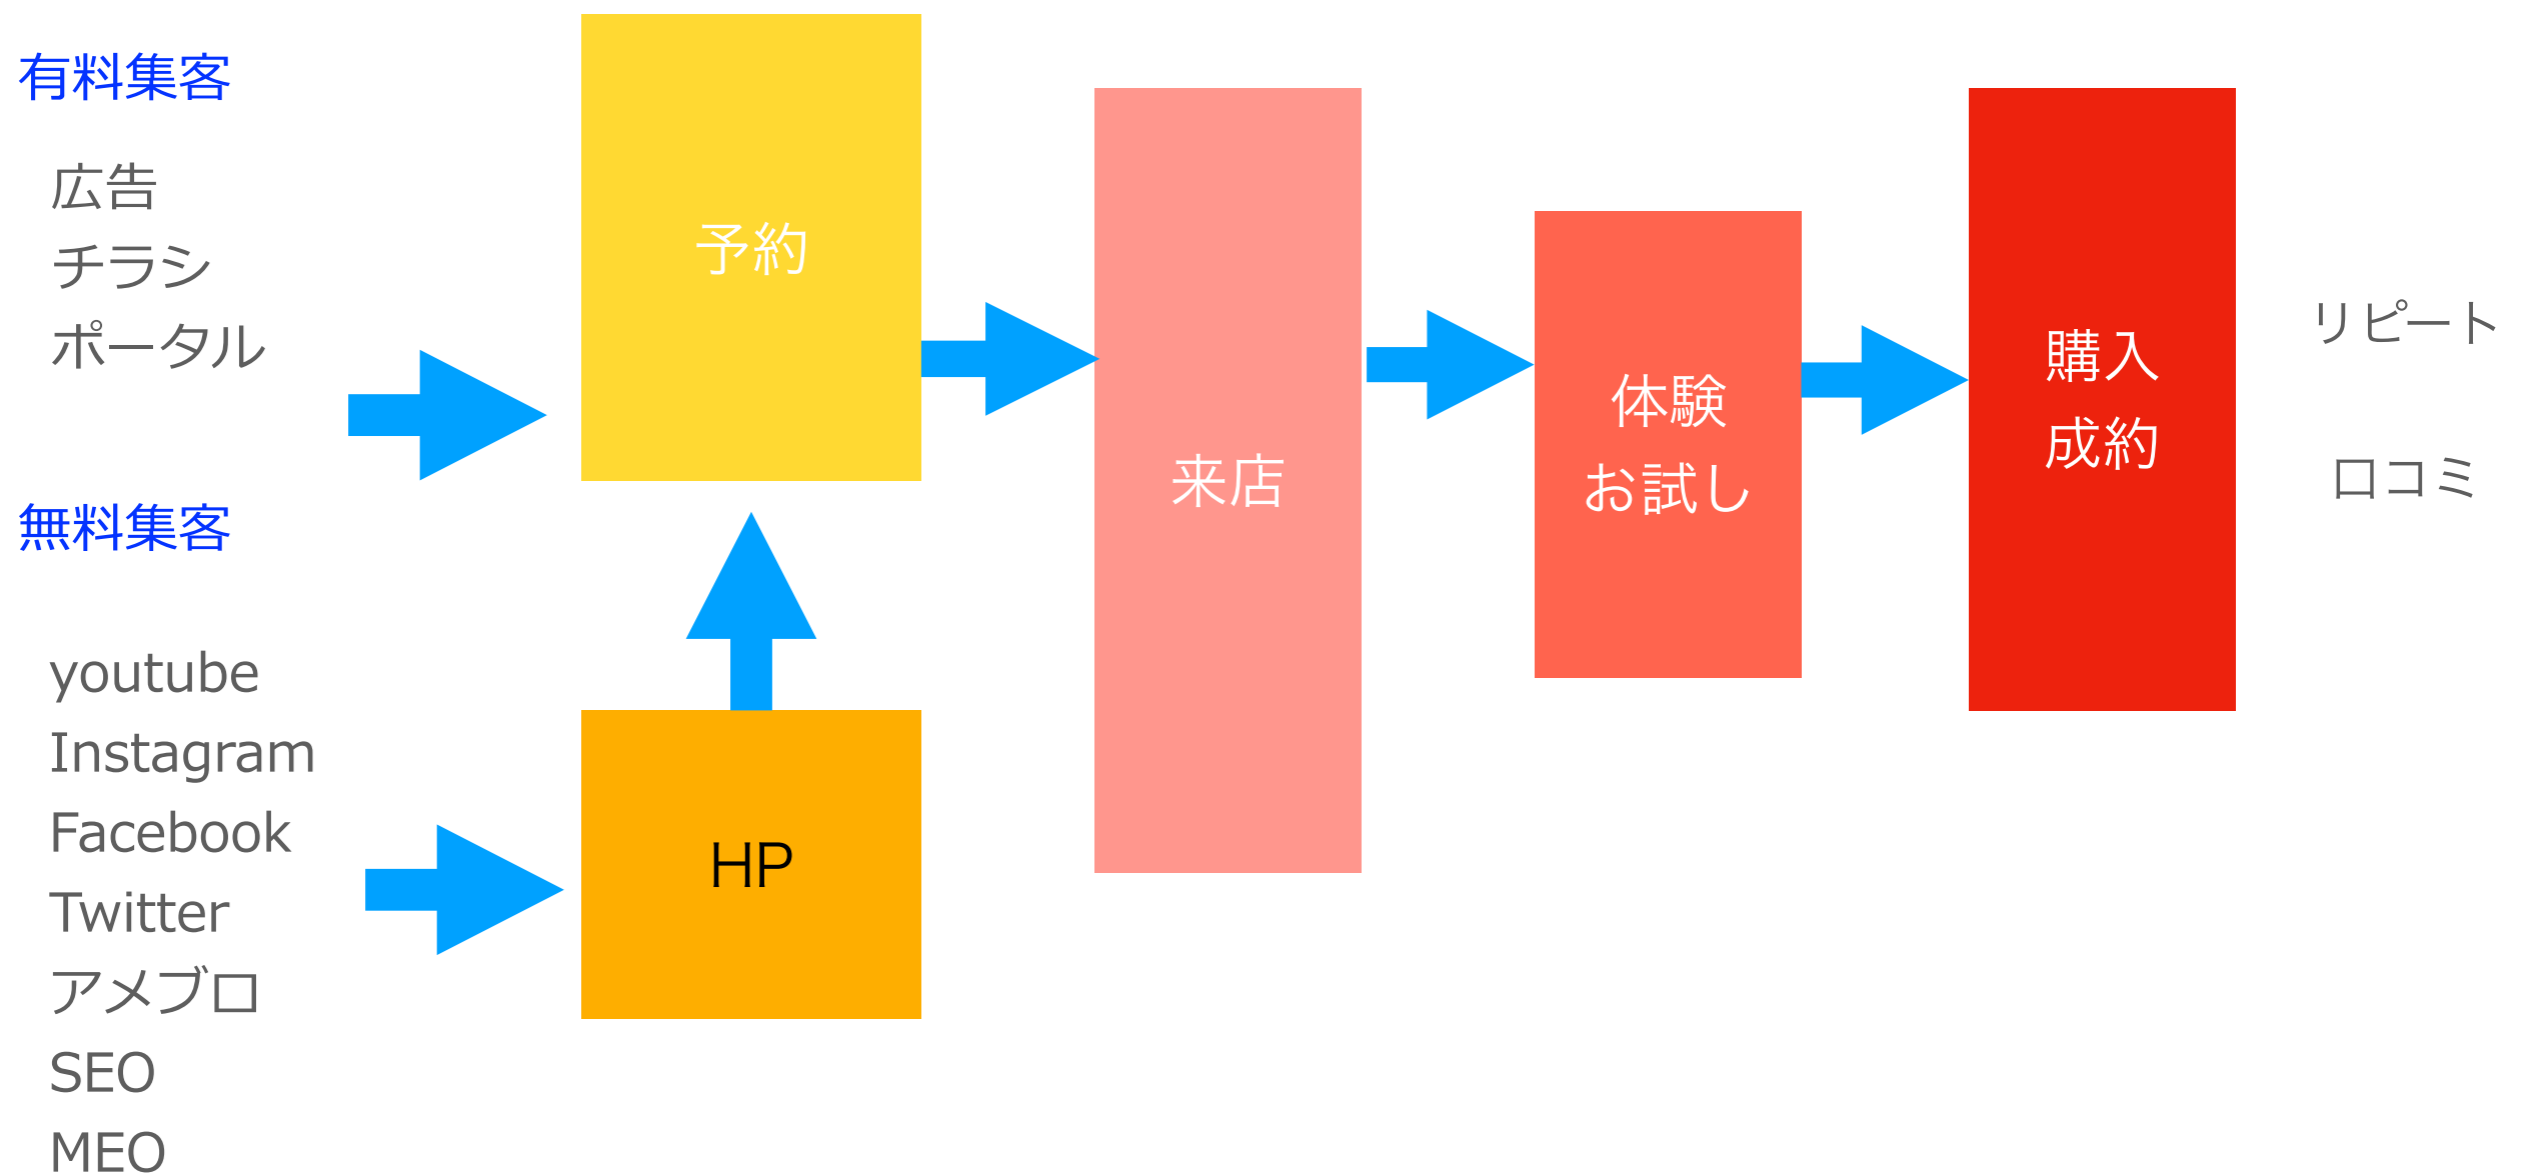 有料集客
広告
チラシ
ポータル
無料集客
youtube
Instagram
Facebook
Twitter
アメブロ
SEO
MEO
予約
HP
来店
体験
お試し
購入
成約
リピート
口コミ